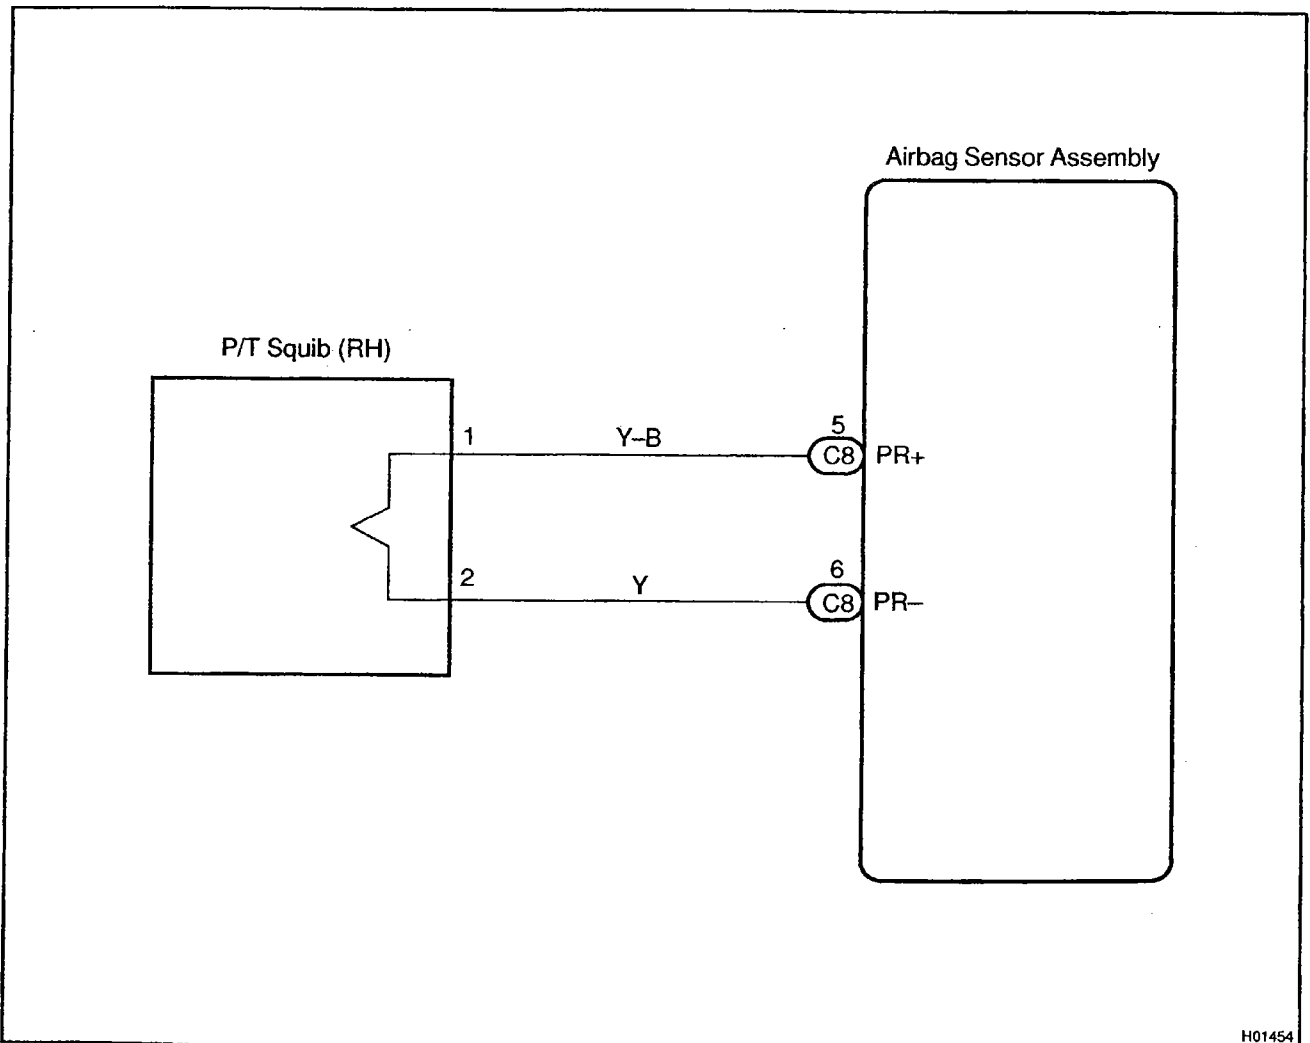 Airbag Sensor Assembly
P/T Squib (RH)
1 Y–B 5 C8 PR+
2 Y 6 C8 PR–
H01454